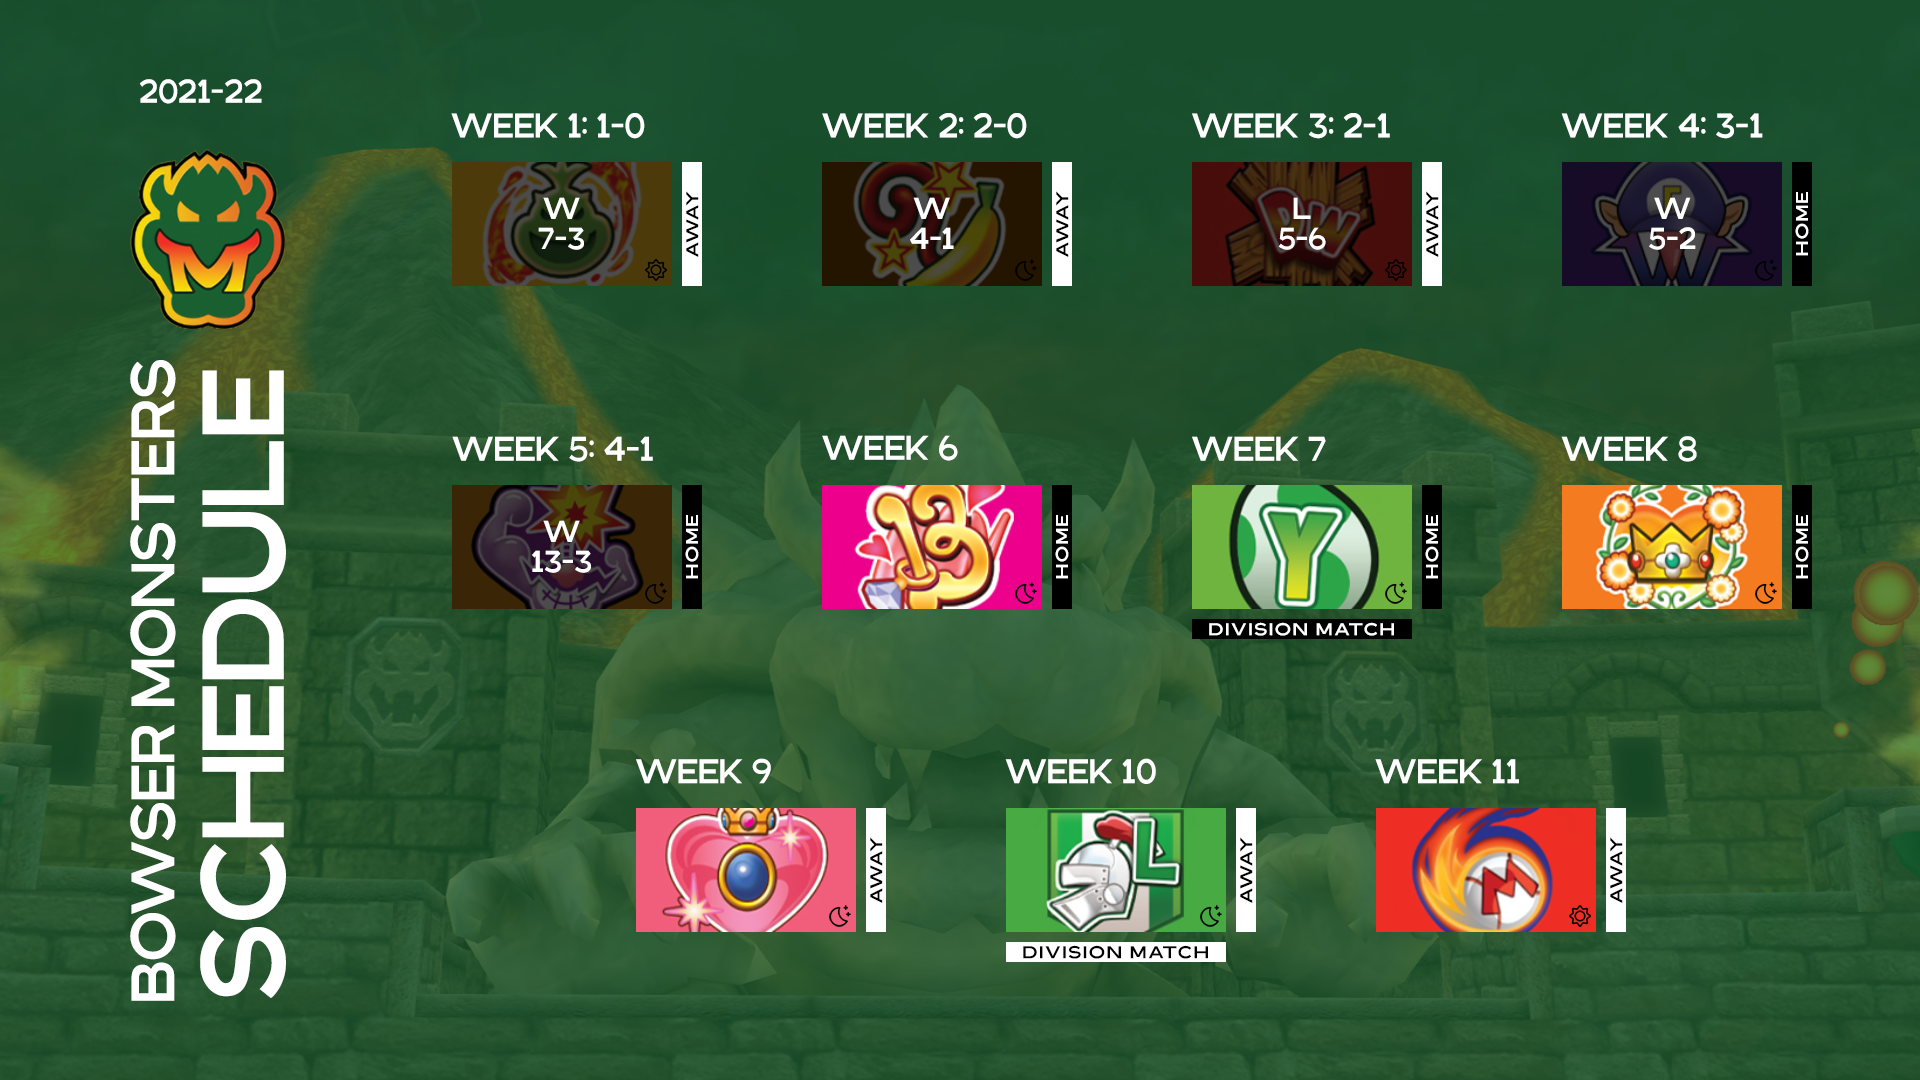 2021-22
M
BOWSER MONSTERS
SCHEDULE
WEEK 1: 1-0
W
7-3
AWAY
WEEK 2: 2-0
W
4-1
AWAY
WEEK 3: 2-1
L
5-6
AWAY
WEEK 4: 3-1
W
5-2
HOME
WEEK 5: 4-1
W
13-3
HOME
WEEK 6
B
HOME
WEEK 7
Y
HOME
DIVISION MATCH
WEEK 8
HOME
WEEK 9
AWAY
WEEK 10
L
AWAY
DIVISION MATCH
WEEK 11
M
AWAY